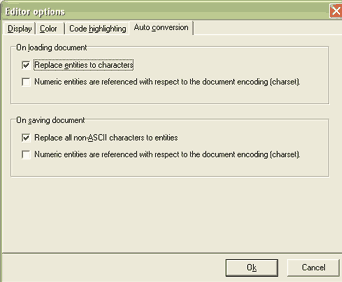 Editor options
Display Color Code highlighting Auto conversion
On loading document
Replace entities to characters
Numeric entities are referenced with respect to the document encoding (charset).
On saving document
Replace all non-ASCII characters to entities
Numeric entities are referenced with respect to the document encoding (charset).
Ok Cancel